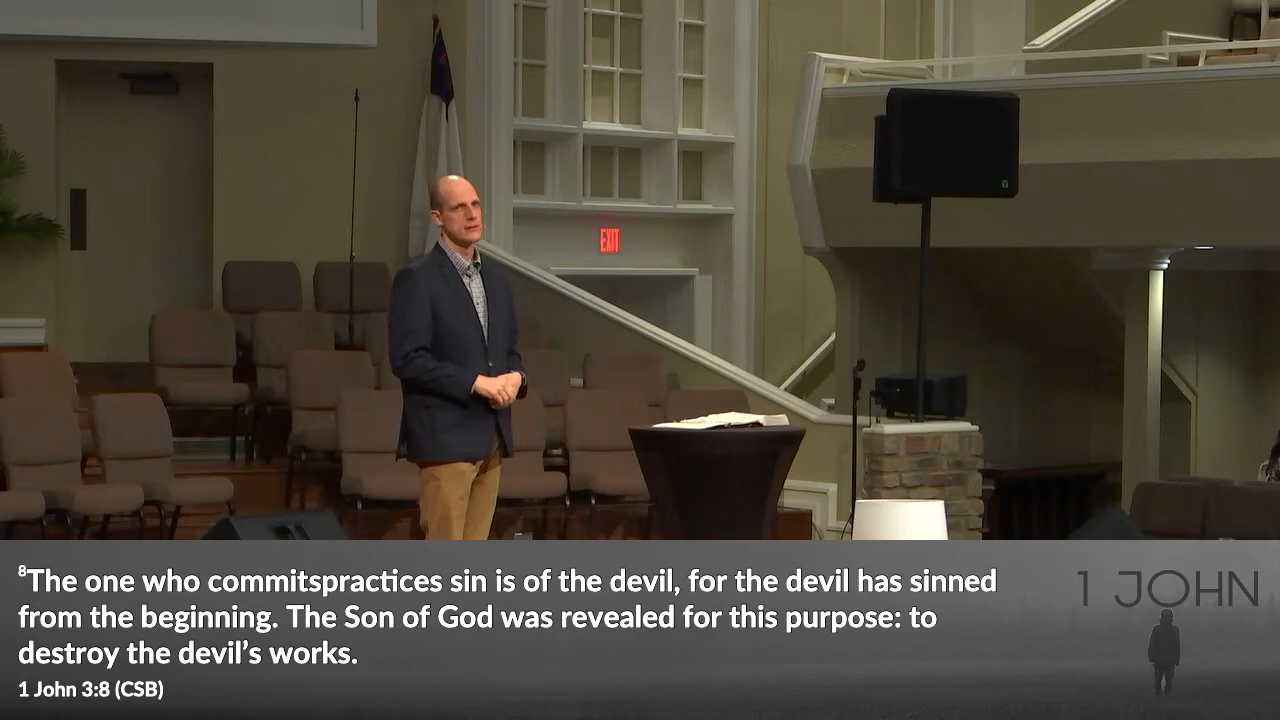 EXIT
⁸The one who commitspractices sin is of the devil, for the devil has sinned
from the beginning. The Son of God was revealed for this purpose: to
destroy the devil’s works.
1 John 3:8 (CSB)
1 JOHN